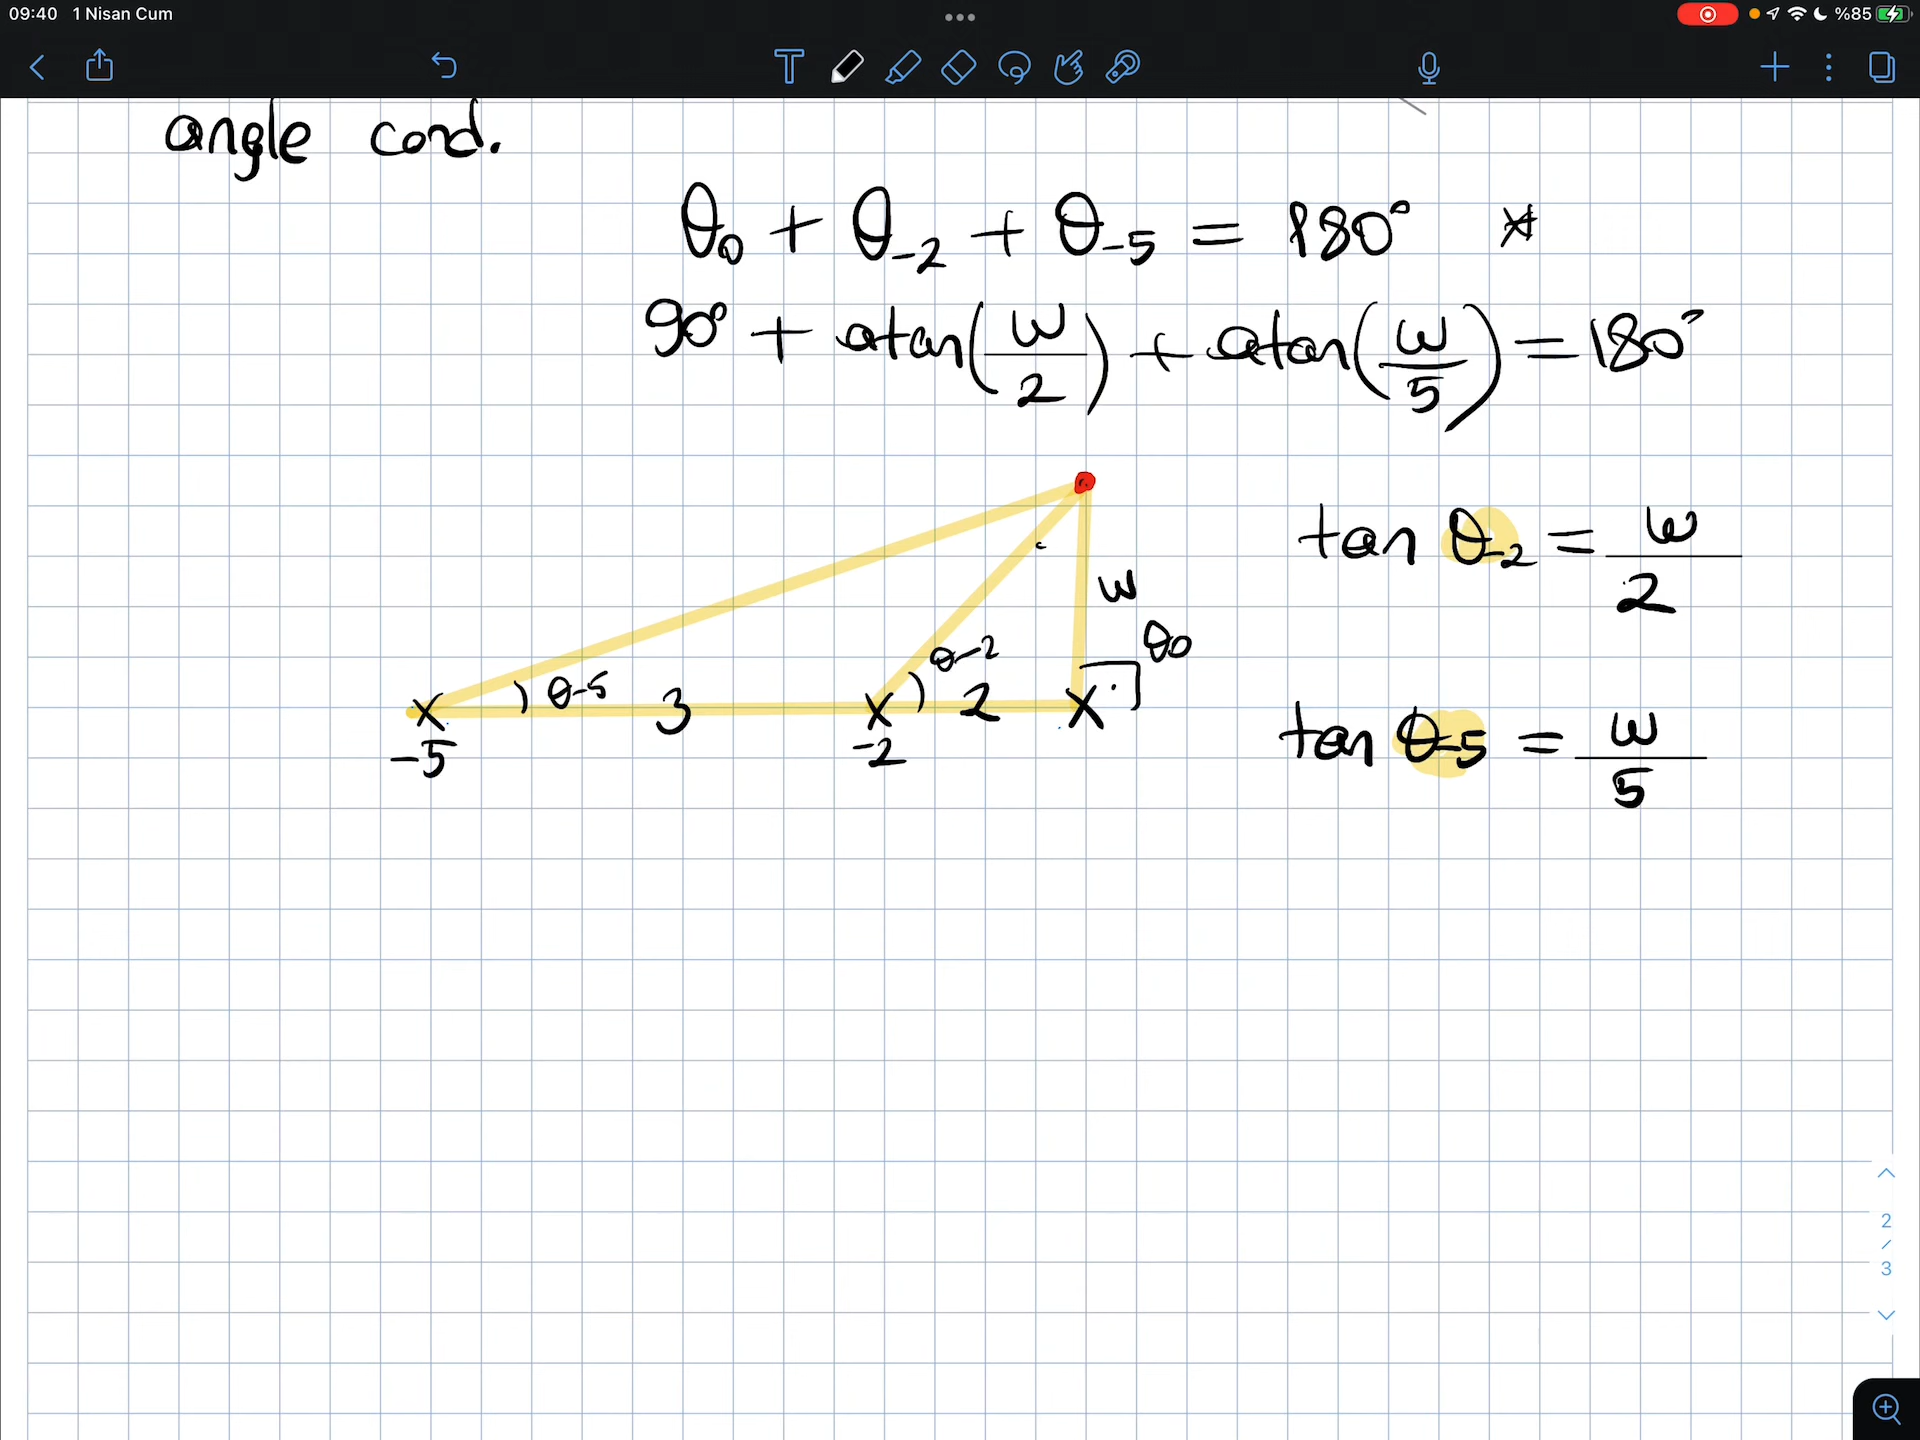 09:40 1 Nisan Cum
%85
angle cond.
θ₀ + θ₋₂ + θ₋₅ = 180° *
90° + atan(w/2) + atan(w/5) = 180°
tan θ₋₂ = w/2
w
θ₀
θ₋₂
θ₋₅
3
2
-5
-2
tan θ₋₅ = w/5
2
/
3